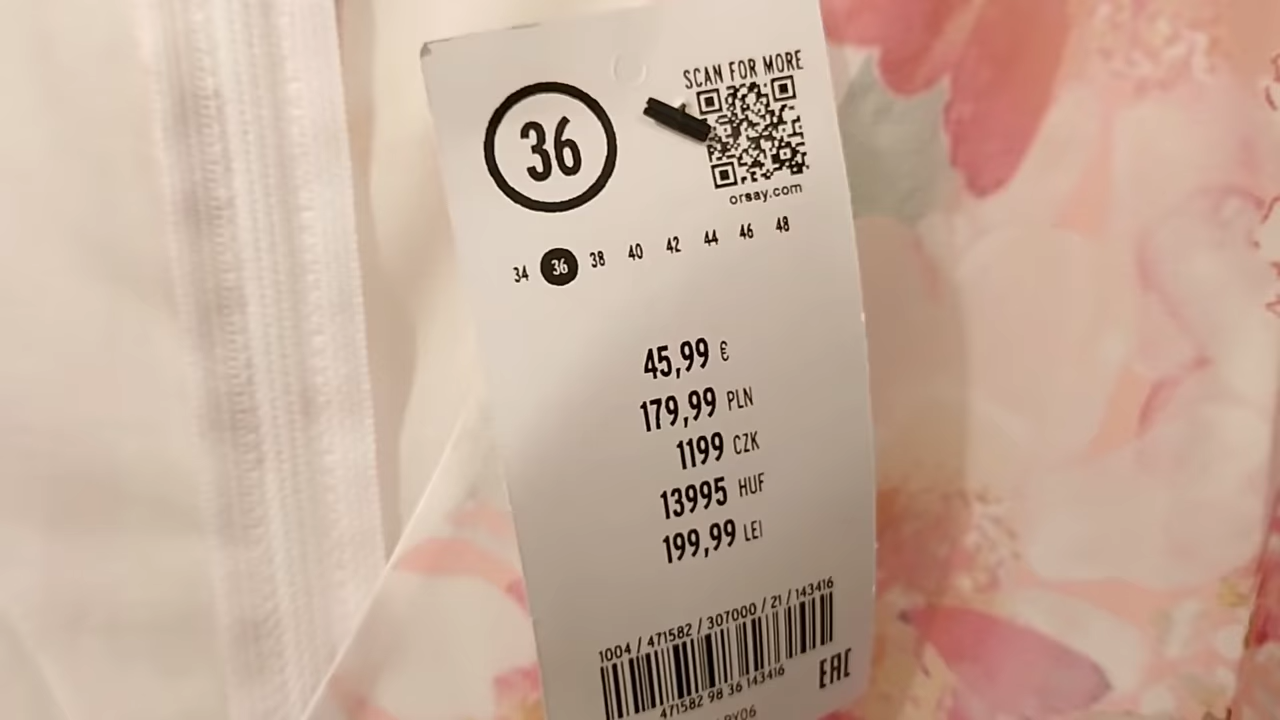 SCAN FOR MORE
36
orsay.com
34 36 38 40 42 44 46 48
45,99 €
179,99 PLN
1199 CZK
13995 HUF
199,99 LEI
1004 / 471582 / 307000 / 21 / 143416
471582 98 36 143416
EAC